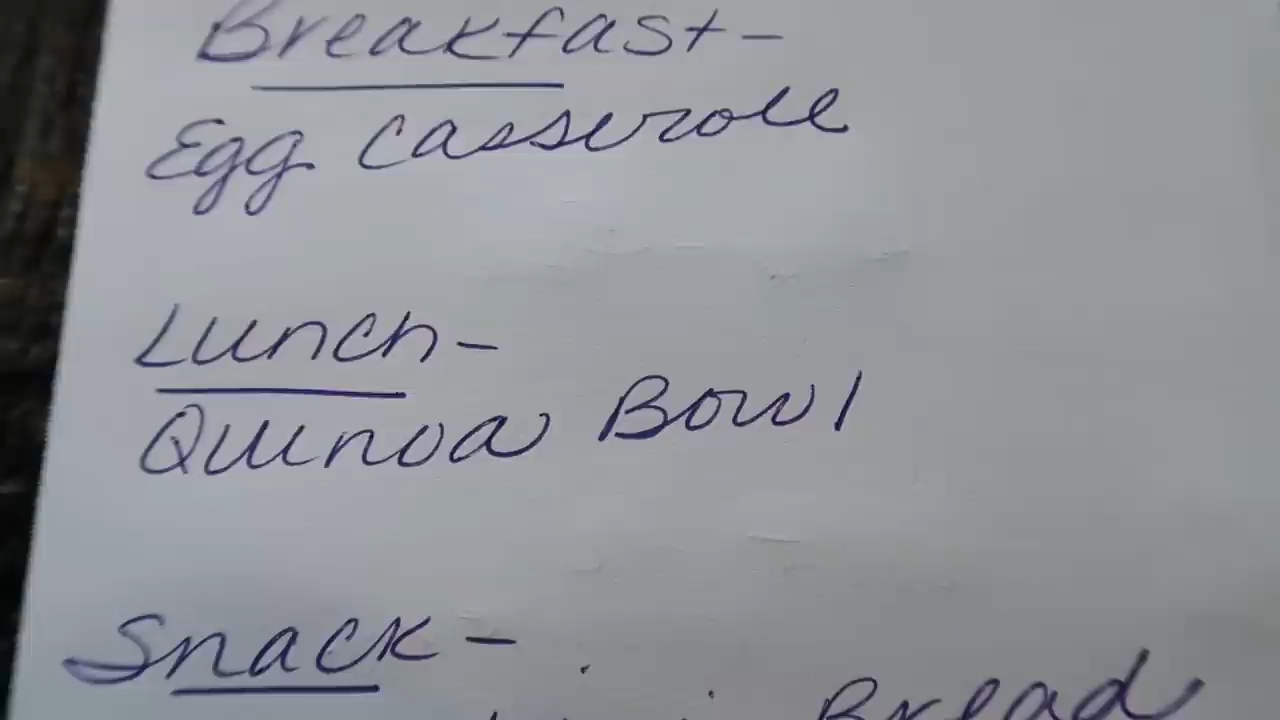 Breakfast-
Egg Casserole
Lunch-
Quinoa Bowl
Snack-
Bread